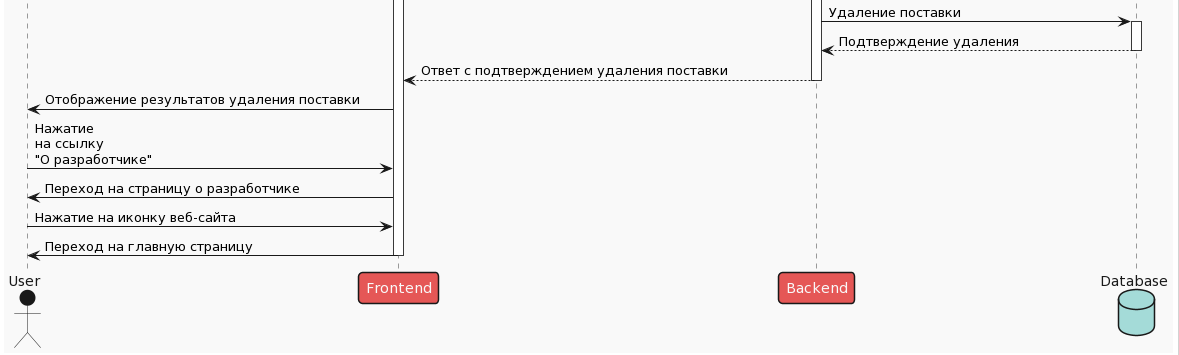 Удаление поставки
Подтверждение удаления
Ответ с подтверждением удаления поставки
Отображение результатов удаления поставки
Нажатие
на ссылку
"О разработчике"
Переход на страницу о разработчике
Нажатие на иконку веб-сайта
Переход на главную страницу
User
Frontend
Backend
Database